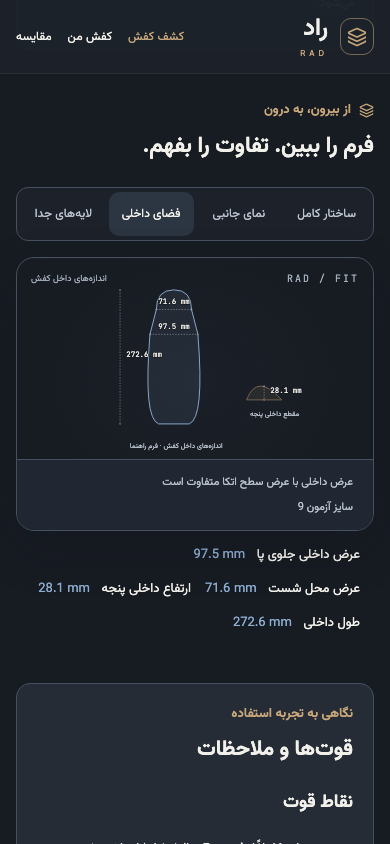 راد
RAD
کشف کفش
کفش من
مقایسه
از بیرون، به درون
فرم را ببین. تفاوت را بفهم.
ساختار کامل
نمای جانبی
فضای داخلی
لایه‌های جدا
RAD / FIT
اندازه‌های داخل کفش
71.6 mm
97.5 mm
272.6 mm
28.1 mm
مقطع داخلی پنجه
اندازه‌های داخل کفش · فرم راهنما
عرض داخلی با عرض سطح اتکا متفاوت است
سایز آزمون 9
عرض داخلی جلوی پا 97.5 mm
عرض محل شست 71.6 mm ارتفاع داخلی پنجه 28.1 mm
طول داخلی 272.6 mm
نگاهی به تجربه استفاده
قوت‌ها و ملاحظات
نقاط قوت